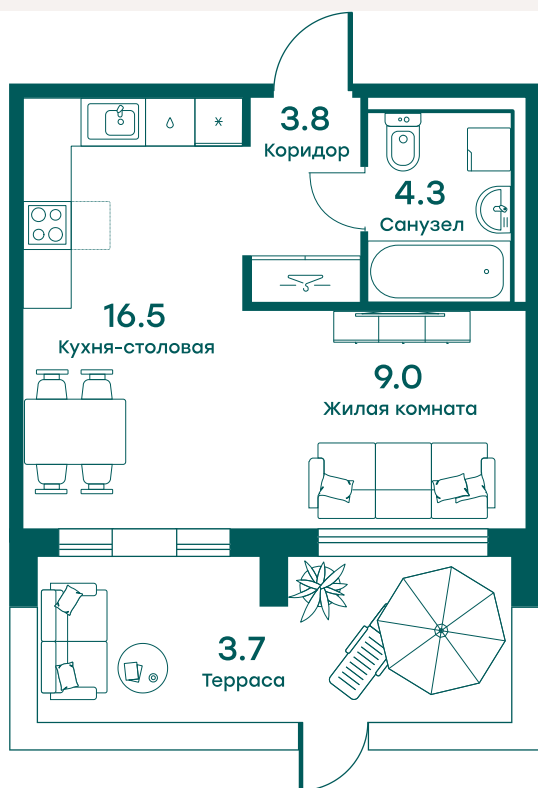 3.8
Коридор
4.3
Санузел
16.5
Кухня-столовая
9.0
Жилая комната
3.7
Терраса